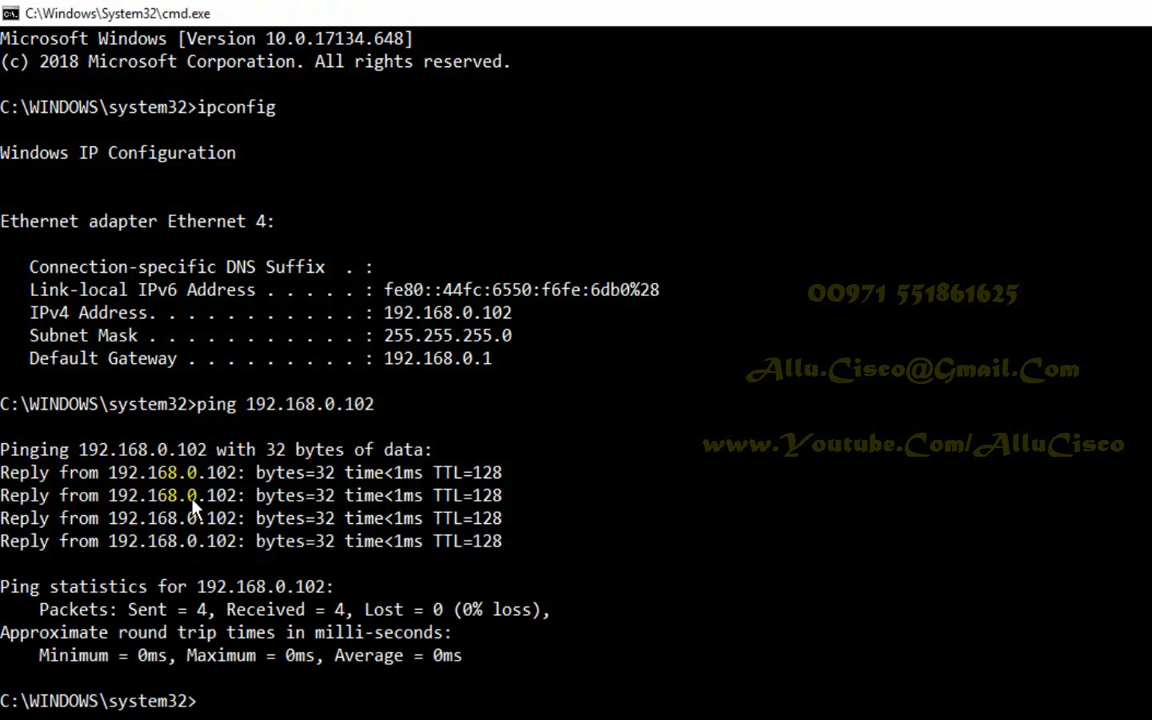 C:\Windows\System32\cmd.exe
Microsoft Windows [Version 10.0.17134.648]
(c) 2018 Microsoft Corporation. All rights reserved.
C:\WINDOWS\system32>ipconfig
Windows IP Configuration
Ethernet adapter Ethernet 4:
Connection-specific DNS Suffix  . :
Link-local IPv6 Address . . . . . : fe80::44fc:6550:f6fe:6db0%28
IPv4 Address. . . . . . . . . . . : 192.168.0.102
Subnet Mask . . . . . . . . . . . : 255.255.255.0
Default Gateway . . . . . . . . . : 192.168.0.1
00971 551861625
Allu.Cisco@Gmail.Com
www.Youtube.Com/AlluCisco
C:\WINDOWS\system32>ping 192.168.0.102
Pinging 192.168.0.102 with 32 bytes of data:
Reply from 192.168.0.102: bytes=32 time<1ms TTL=128
Reply from 192.168.0.102: bytes=32 time<1ms TTL=128
Reply from 192.168.0.102: bytes=32 time<1ms TTL=128
Reply from 192.168.0.102: bytes=32 time<1ms TTL=128
Ping statistics for 192.168.0.102:
Packets: Sent = 4, Received = 4, Lost = 0 (0% loss),
Approximate round trip times in milli-seconds:
Minimum = 0ms, Maximum = 0ms, Average = 0ms
C:\WINDOWS\system32>